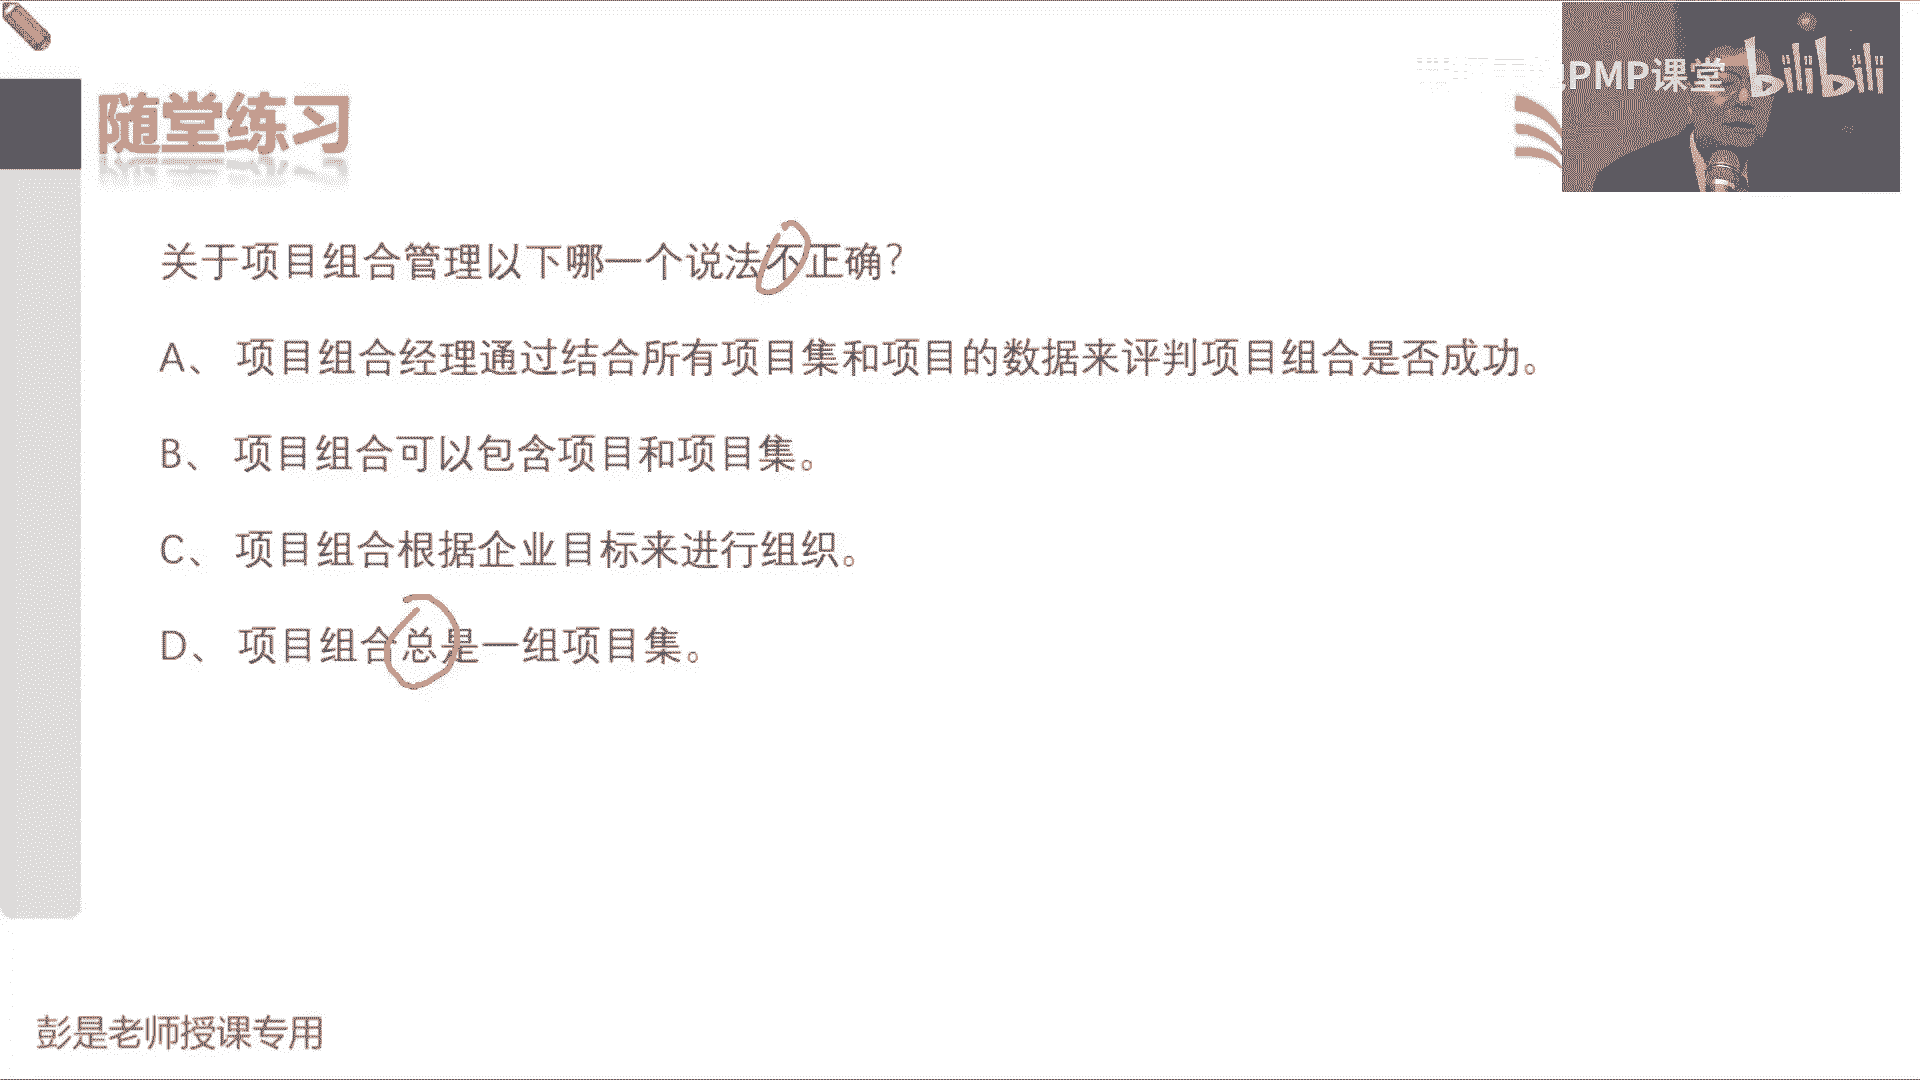 PMP课堂
bilibili
随堂练习
关于项目组合管理以下哪一个说法不正确？
A、 项目组合经理通过结合所有项目集和项目的数据来评判项目组合是否成功。
B、 项目组合可以包含项目和项目集。
C、 项目组合根据企业目标来进行组织。
D、 项目组合总是一组项目集。
彭是老师授课专用